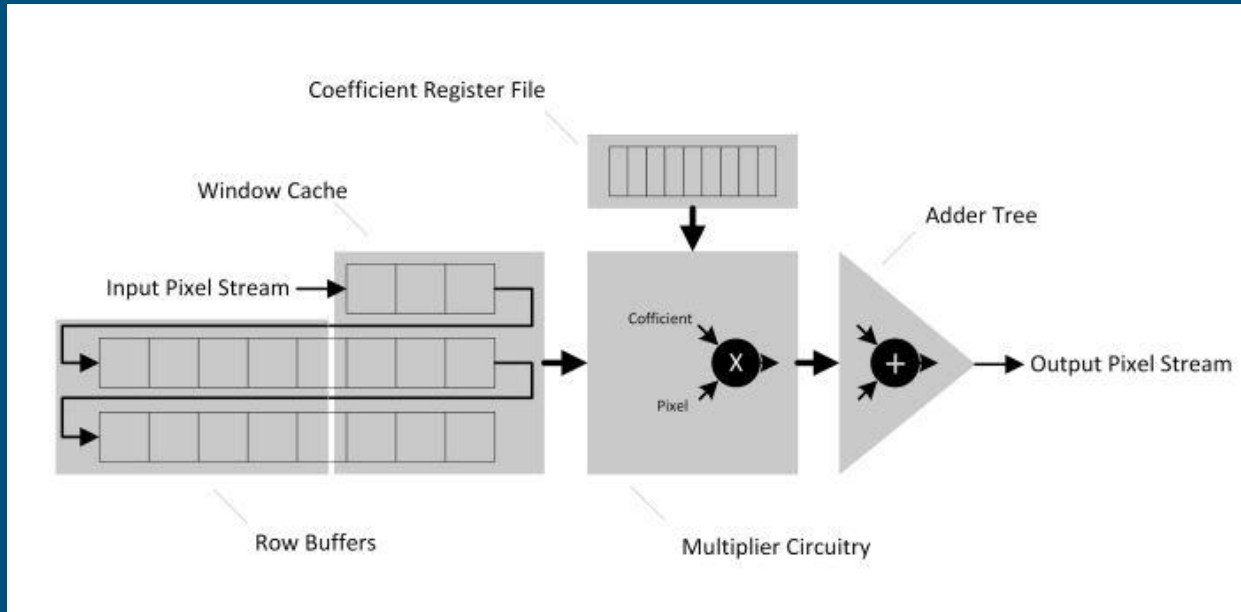 Coefficient Register File
Window Cache
Adder Tree
Input Pixel Stream
Cofficient
X
+
Output Pixel Stream
Pixel
Row Buffers
Multiplier Circuitry